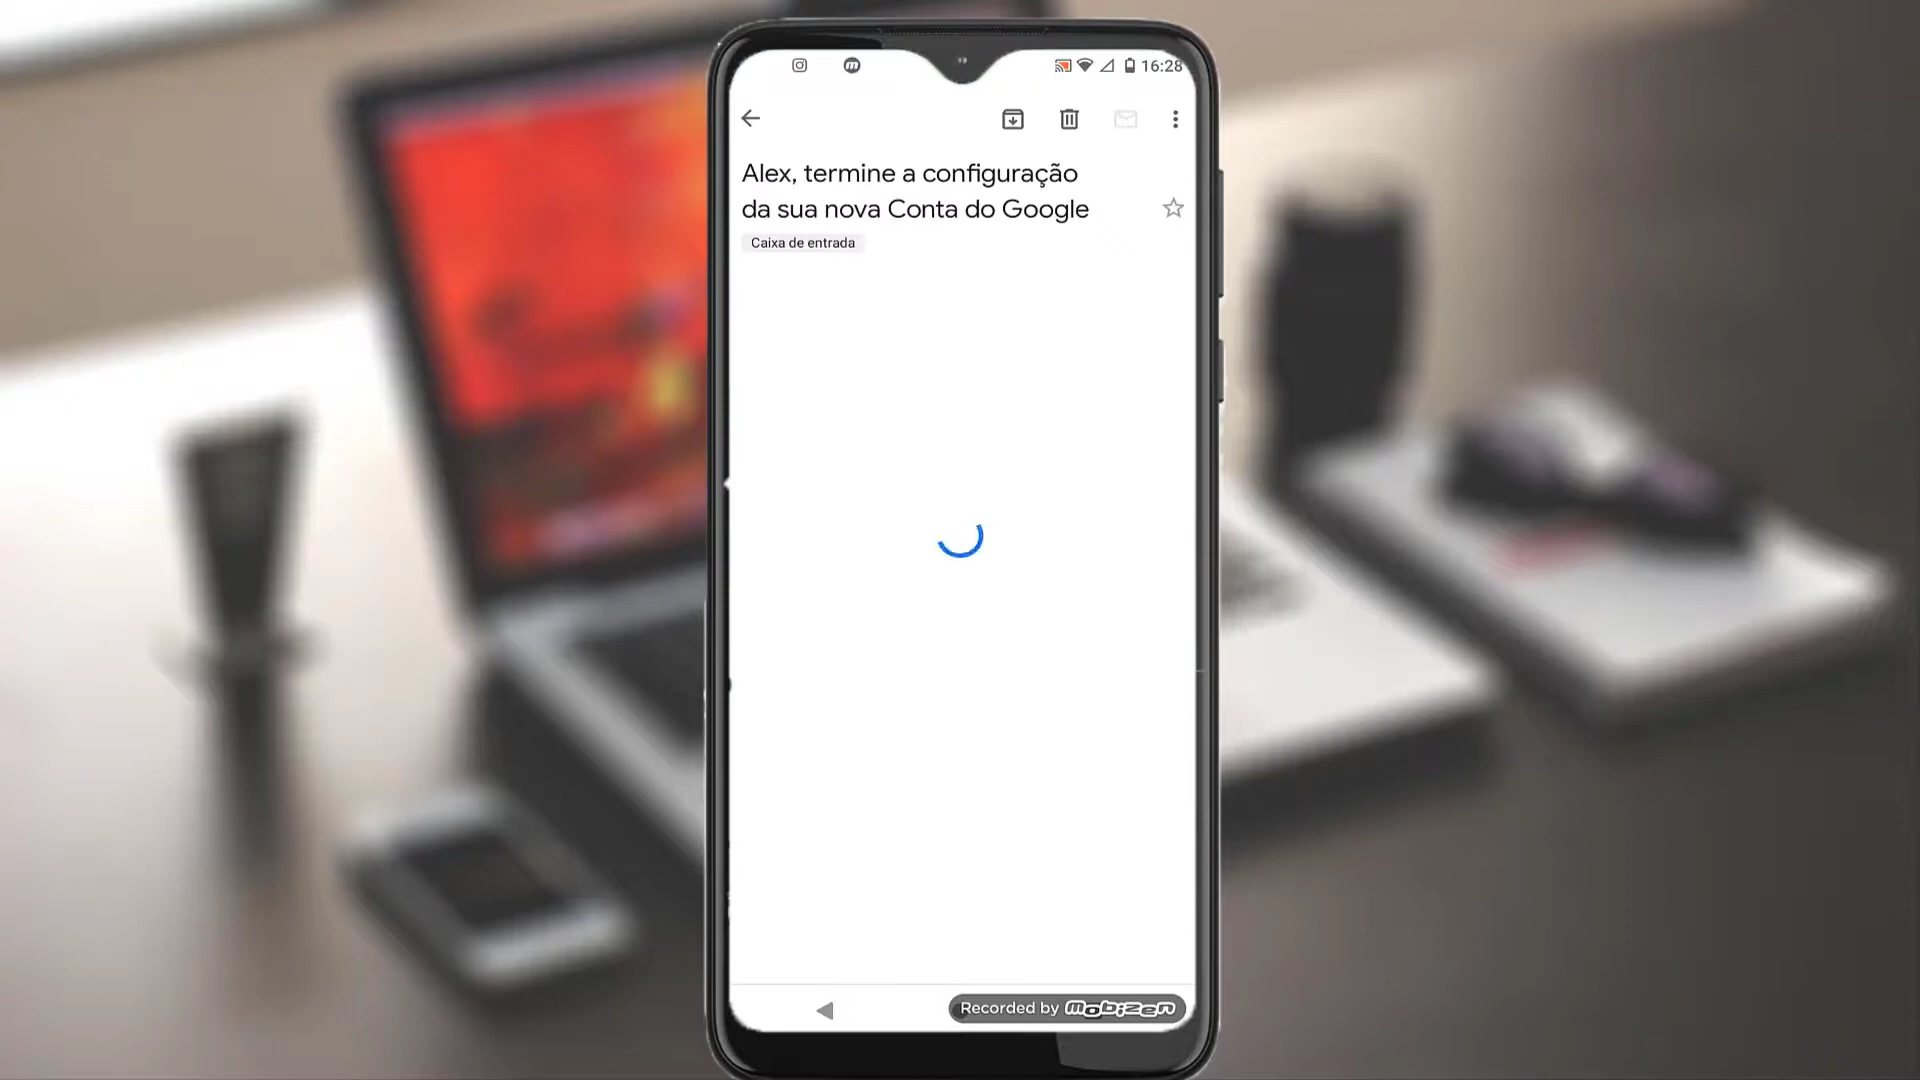 16:28
Alex, termine a configuração
da sua nova Conta do Google
Caixa de entrada
Recorded by mobizen